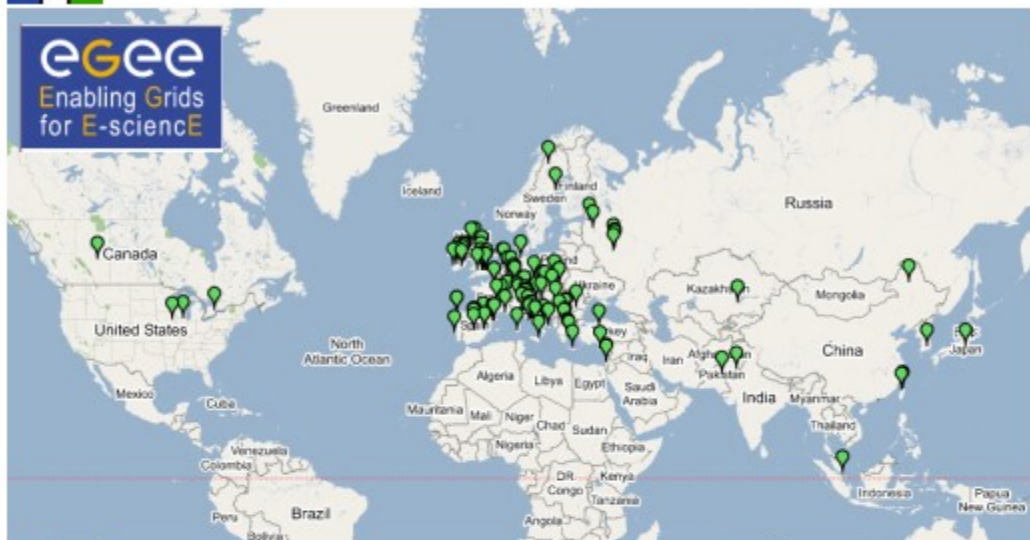 eGee
Enabling Grids
for E-sciencE
Greenland
Iceland
Finland
Sweden
Norway
Russia
Canada
United States
North
Atlantic Ocean
Mexico
Cuba
Venezuela
Colombia
Peru
Brazil
Bolivia
Kazakhstan
Mongolia
China
Japan
Iraq
Iran
Pakistan
India
Myanmar
Thailand
Indonesia
Papua
New Guinea
Algeria
Libya
Egypt
Saudi
Arabia
Mauritania
Mali
Niger
Chad
Sudan
Nigeria
Ethiopia
DR
Congo
Kenya
Tanzania
Angola